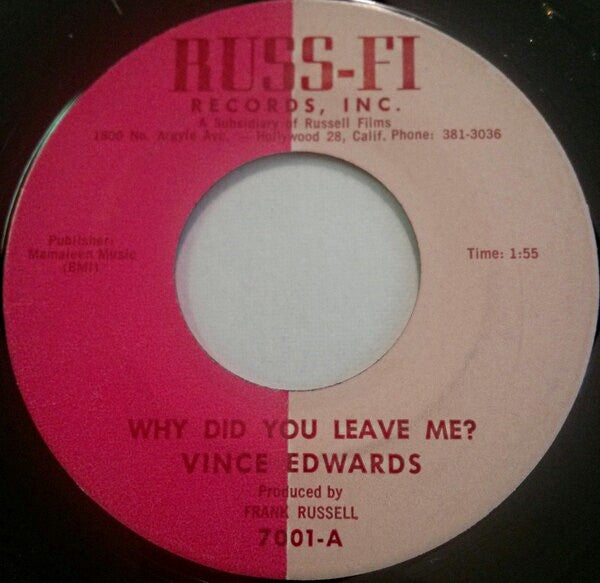 RUSS-FI
RECORDS, INC.
A Subsidiary of Russell Films
1800 No. Argyle Ave. — Hollywood 28, Calif. Phone: 381-3036
Publisher:
Mamaleen Music
(BMI)
Time: 1:55
WHY DID YOU LEAVE ME?
VINCE EDWARDS
Produced by
FRANK RUSSELL
7001-A